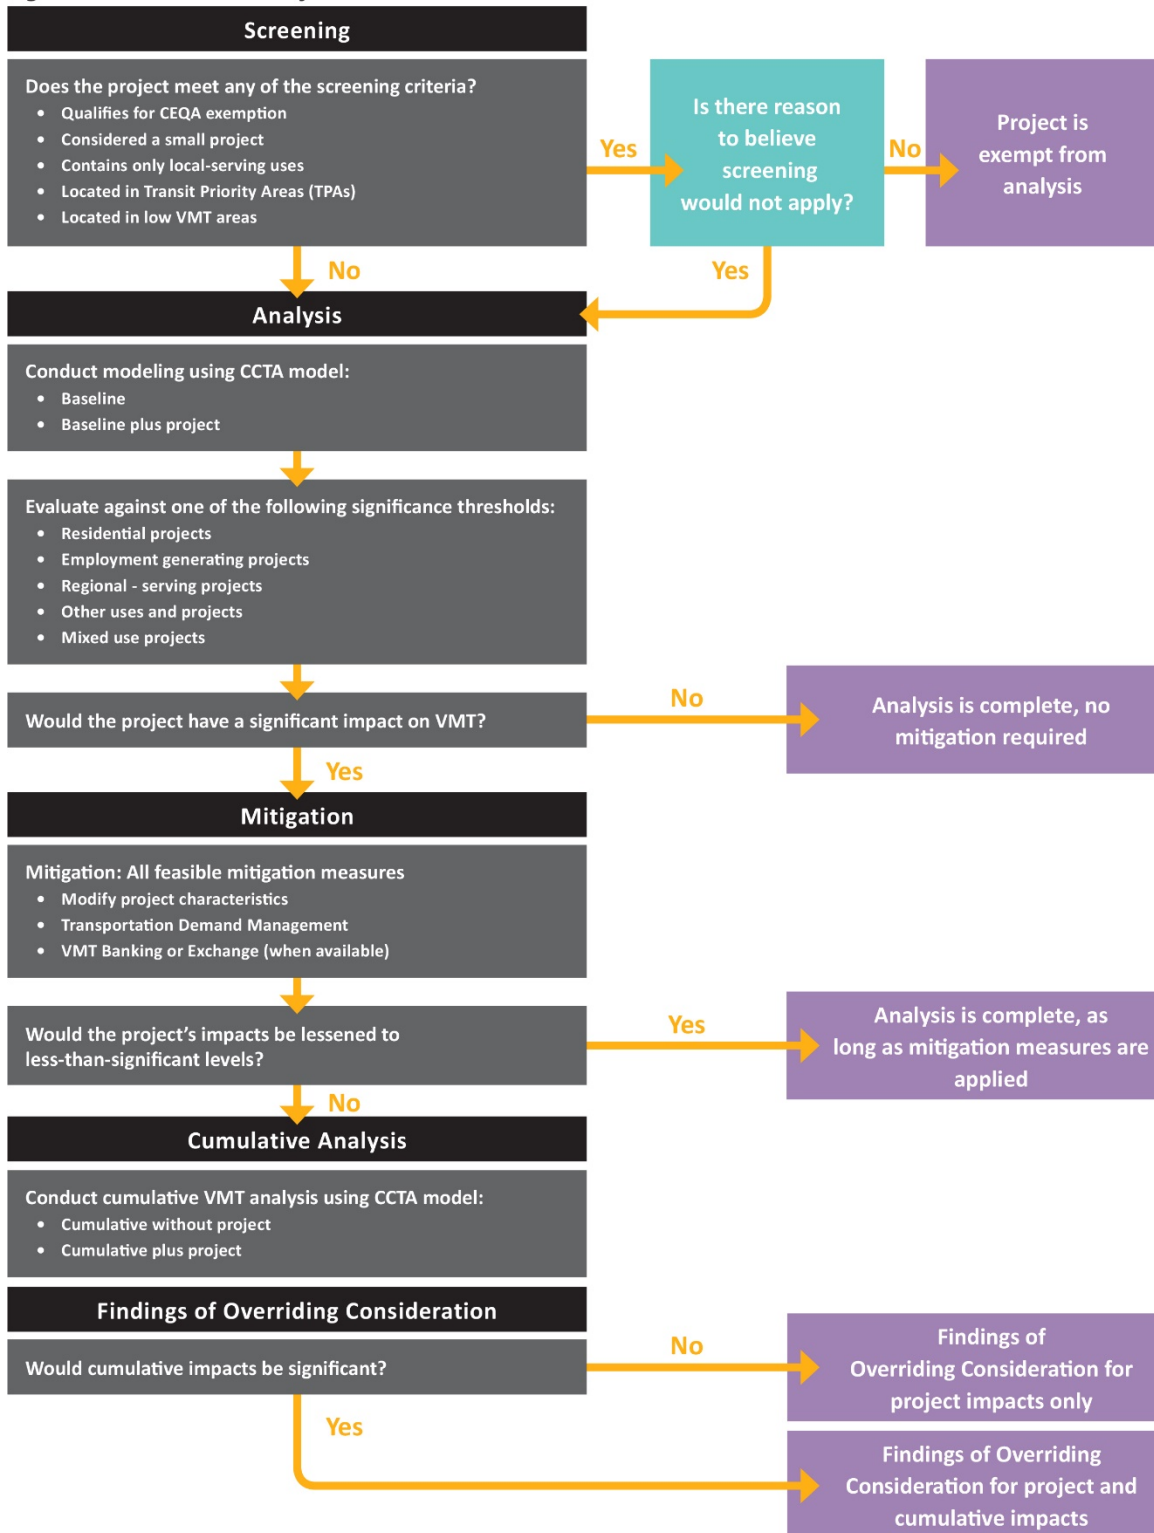 Screening
Does the project meet any of the screening criteria?
• Qualifies for CEQA exemption
• Considered a small project
• Contains only local-serving uses
• Located in Transit Priority Areas (TPAs)
• Located in low VMT areas
Yes
Is there reason
to believe
screening
would not apply?
No
Project is
exempt from
analysis
No
Yes
Analysis
Conduct modeling using CCTA model:
• Baseline
• Baseline plus project
Evaluate against one of the following significance thresholds:
• Residential projects
• Employment generating projects
• Regional - serving projects
• Other uses and projects
• Mixed use projects
Would the project have a significant impact on VMT?
No
Analysis is complete, no
mitigation required
Yes
Mitigation
Mitigation: All feasible mitigation measures
• Modify project characteristics
• Transportation Demand Management
• VMT Banking or Exchange (when available)
Would the project’s impacts be lessened to
less-than-significant levels?
Yes
Analysis is complete, as
long as mitigation measures are
applied
No
Cumulative Analysis
Conduct cumulative VMT analysis using CCTA model:
• Cumulative without project
• Cumulative plus project
Findings of Overriding Consideration
Would cumulative impacts be significant?
No
Findings of
Overriding Consideration for
project impacts only
Yes
Findings of Overriding
Consideration for project and
cumulative impacts